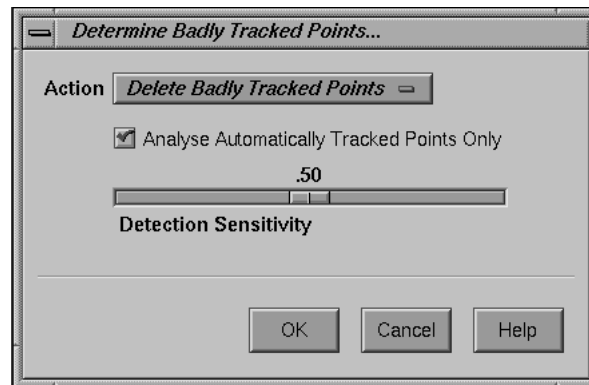 Determine Badly Tracked Points...
Action Delete Badly Tracked Points
Analyse Automatically Tracked Points Only
.50
Detection Sensitivity
OK Cancel Help